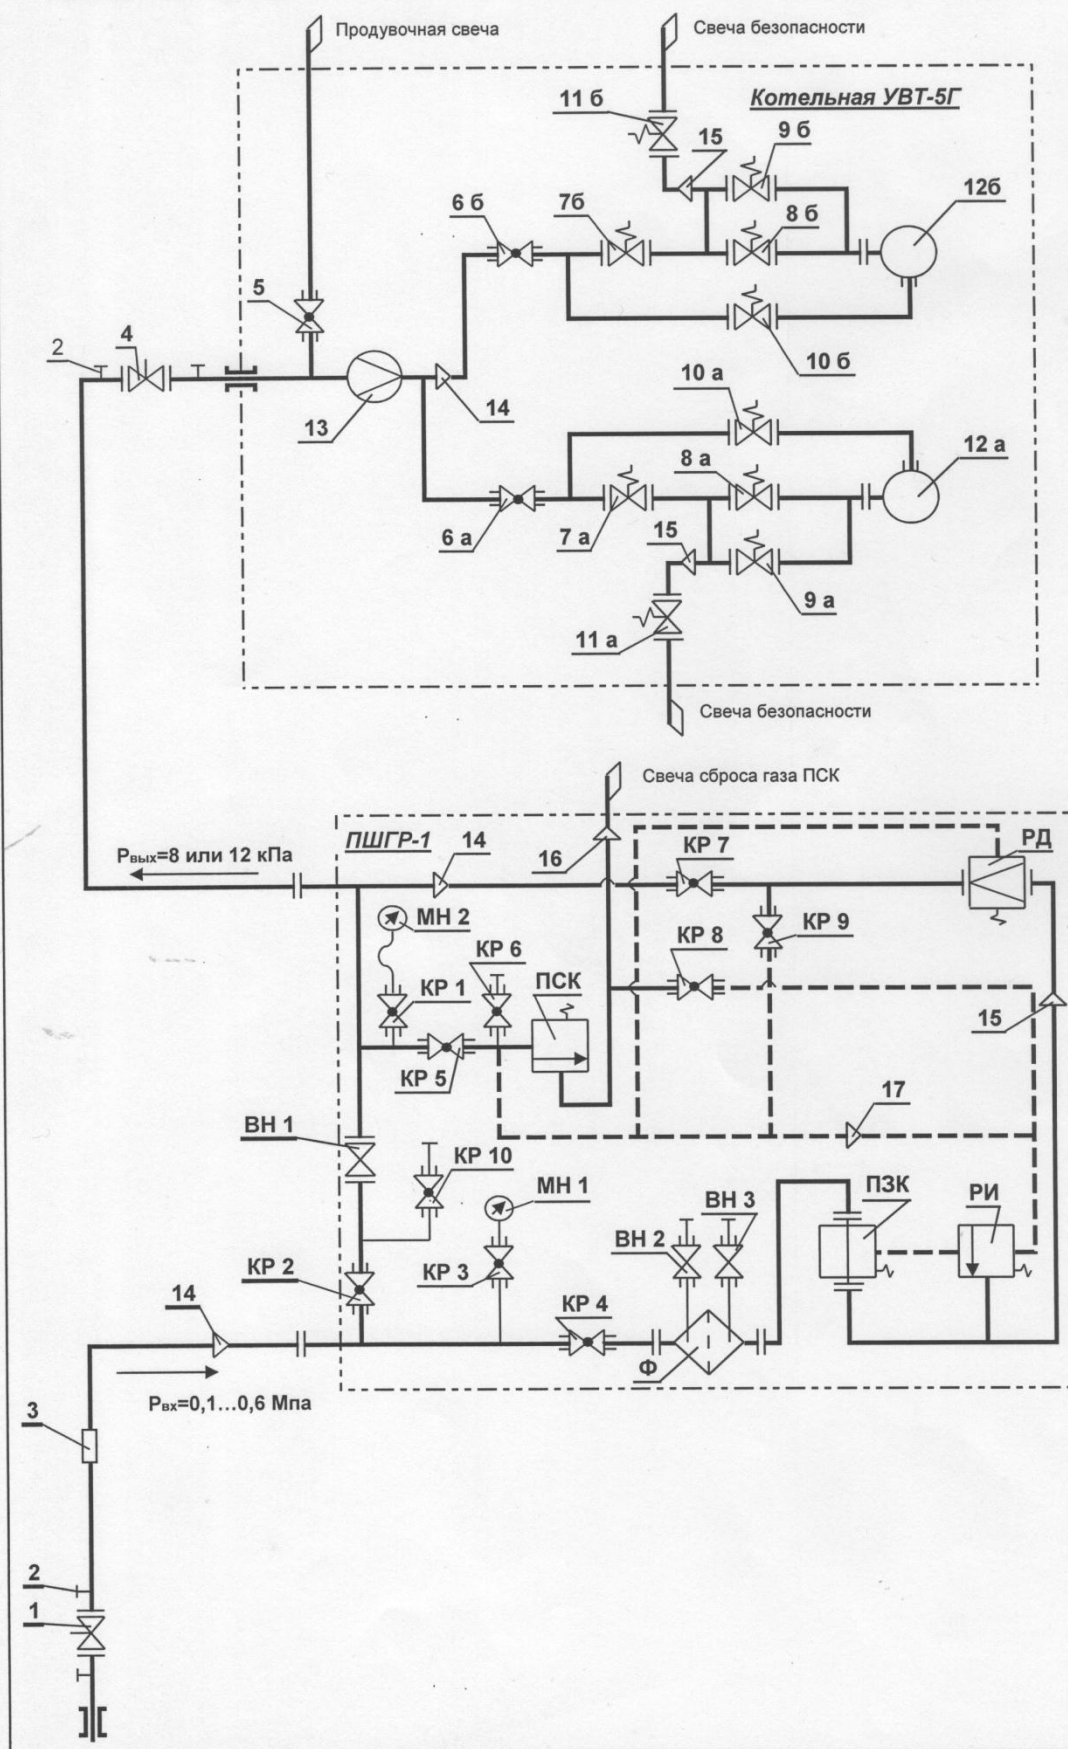 Продувочная свеча
Свеча безопасности
Котельная УВТ-5Г
11 б
15
9 б
6 б
7б
8 б
12б
5
2
4
10 б
13
14
10 а
8 а
12 а
6 а
7 а
15
9 а
11 а
Свеча безопасности
Свеча сброса газа ПСК
ПШГР-1
14
16
КР 7
РД
Рвых=8 или 12 кПа
МН 2
КР 6
КР 8
КР 9
КР 1
ПСК
15
КР 5
17
ВН 1
КР 10
МН 1
ВН 3
ПЗК
РИ
ВН 2
КР 2
КР 3
14
КР 4
Ф
Рвх=0,1...0,6 Мпа
3
2
1